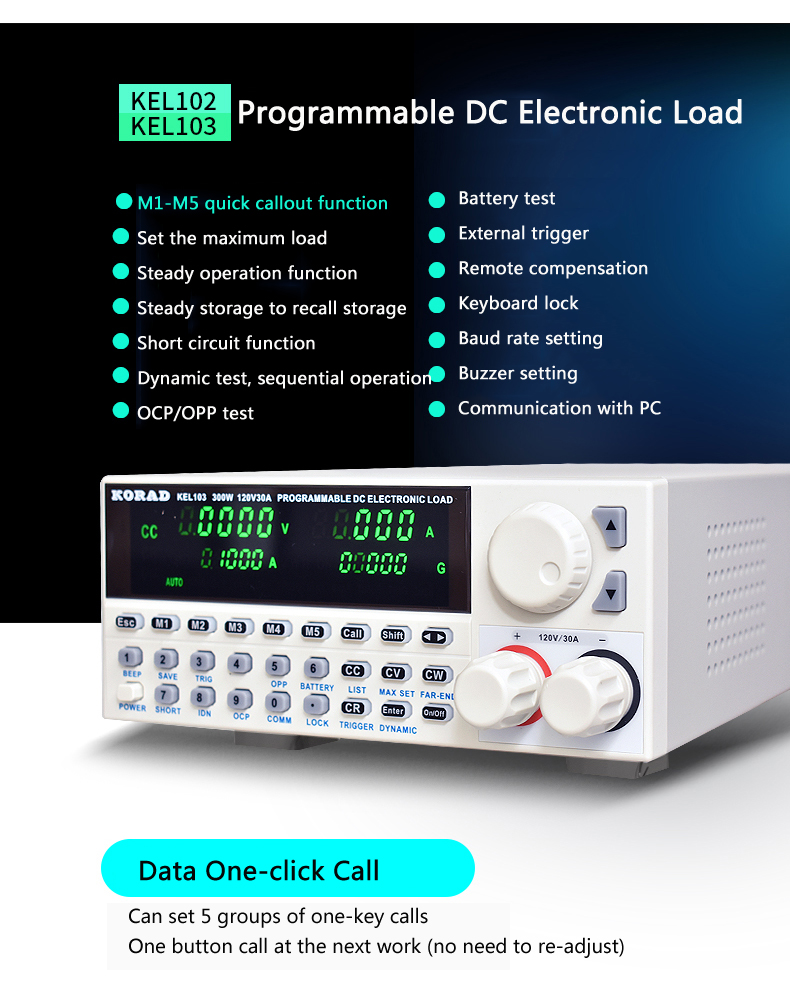 KEL102
KEL103
Programmable DC Electronic Load
M1-M5 quick callout function
Set the maximum load
Steady operation function
Steady storage to recall storage
Short circuit function
Dynamic test, sequential operation
OCP/OPP test
Battery test
External trigger
Remote compensation
Keyboard lock
Baud rate setting
Buzzer setting
Communication with PC
KORAD KEL103 300W 120V30A PROGRAMMABLE DC ELECTRONIC LOAD
CC 0.0000 V 0.000 A
0.1000 A 00000 G
AUTO
Esc M1 M2 M3 M4 M5 Call Shift ◀ ▶
▲
▼
+ 120V/30A −
1 2 3 4 5 6 CC CV CW
BEEP SAVE TRIG OPP BATTERY LIST MAX SET FAR-END
7 8 9 0 . CR Enter On/Off
POWER SHORT IDN OCP COMM LOCK TRIGGER DYNAMIC
Data One-click Call
Can set 5 groups of one-key calls
One button call at the next work (no need to re-adjust)